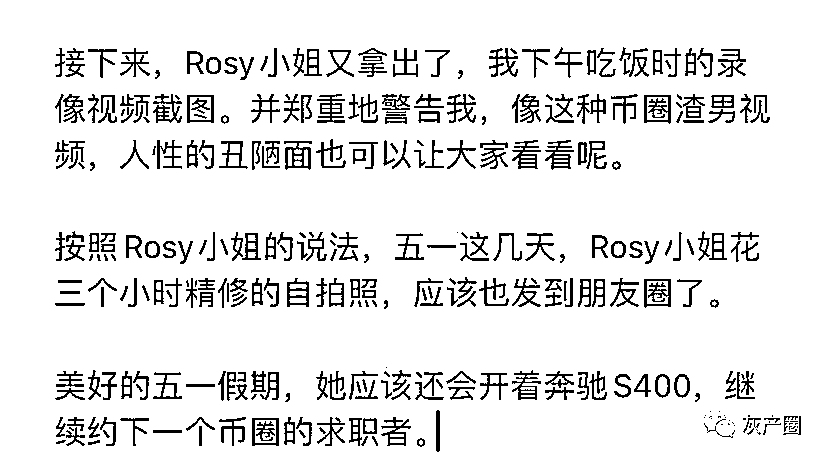 接下来，Rosy小姐又拿出了，我下午吃饭时的录
像视频截图。并郑重地警告我，像这种币圈渣男视
频，人性的丑陋面也可以让大家看看呢。
按照Rosy小姐的说法，五一这几天，Rosy小姐花
三个小时精修的自拍照，应该也发到朋友圈了。
美好的五一假期，她应该还会开着奔驰S400，继
续约下一个币圈的求职者。
灰产圈